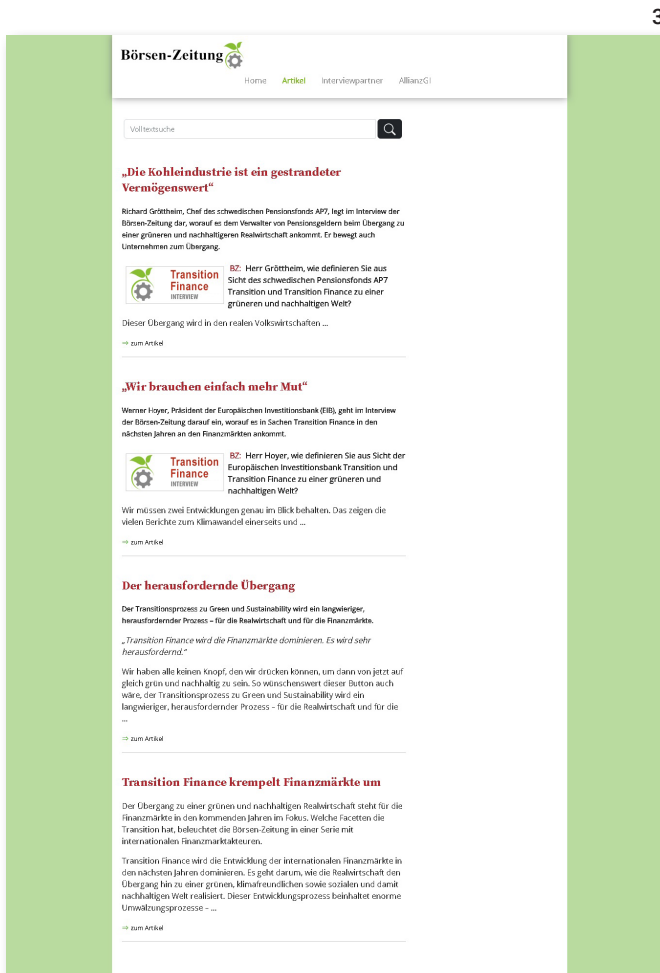 3
Börsen-Zeitung
Home Artikel Interviewpartner AllianzGI
Volltextsuche
„Die Kohleindustrie ist ein gestrandeter
Vermögenswert“
Richard Gröttheim, Chef des schwedischen Pensionsfonds AP7, legt im Interview der
Börsen-Zeitung dar, worauf es dem Verwalter von Pensionsgeldern beim Übergang zu
einer grüneren und nachhaltigeren Realwirtschaft ankommt. Er bewegt auch
Unternehmen zum Übergang.
Transition
Finance
INTERVIEW
BZ: Herr Gröttheim, wie definieren Sie aus
Sicht des schwedischen Pensionsfonds AP7
Transition und Transition Finance zu einer
grüneren und nachhaltigen Welt?
Dieser Übergang wird in den realen Volkswirtschaften ...
⇒ zum Artikel
„Wir brauchen einfach mehr Mut“
Werner Hoyer, Präsident der Europäischen Investitionsbank (EIB), geht im Interview
der Börsen-Zeitung darauf ein, worauf es in Sachen Transition Finance in den
nächsten Jahren an den Finanzmärkten ankommt.
Transition
Finance
INTERVIEW
BZ: Herr Hoyer, wie definieren Sie aus Sicht der
Europäischen Investitionsbank Transition und
Transition Finance zu einer grüneren und
nachhaltigen Welt?
Wir müssen zwei Entwicklungen genau im Blick behalten. Das zeigen die
vielen Berichte zum Klimawandel einerseits und ...
⇒ zum Artikel
Der herausfordernde Übergang
Der Transitionsprozess zu Green und Sustainability wird ein langwieriger,
herausfordernder Prozess – für die Realwirtschaft und für die Finanzmärkte.
„Transition Finance wird die Finanzmärkte dominieren. Es wird sehr
herausfordernd.“
Wir haben alle keinen Knopf, den wir drücken können, um dann von jetzt auf
gleich grün und nachhaltig zu sein. So wünschenswert dieser Button auch
wäre, der Transitionsprozess zu Green und Sustainability wird ein
langwieriger, herausfordernder Prozess – für die Realwirtschaft und für die
...
⇒ zum Artikel
Transition Finance krempelt Finanzmärkte um
Der Übergang zu einer grünen und nachhaltigen Realwirtschaft steht für die
Finanzmärkte in den kommenden Jahren im Fokus. Welche Facetten die
Transition hat, beleuchtet die Börsen-Zeitung in einer Serie mit
internationalen Finanzmarktakteuren.
Transition Finance wird die Entwicklung der internationalen Finanzmärkte in
den nächsten Jahren dominieren. Es geht darum, wie die Realwirtschaft den
Übergang hin zu einer grünen, klimafreundlichen sowie sozialen und damit
nachhaltigen Welt realisiert. Dieser Entwicklungsprozess beinhaltet enorme
Umwälzungsprozesse – ...
⇒ zum Artikel